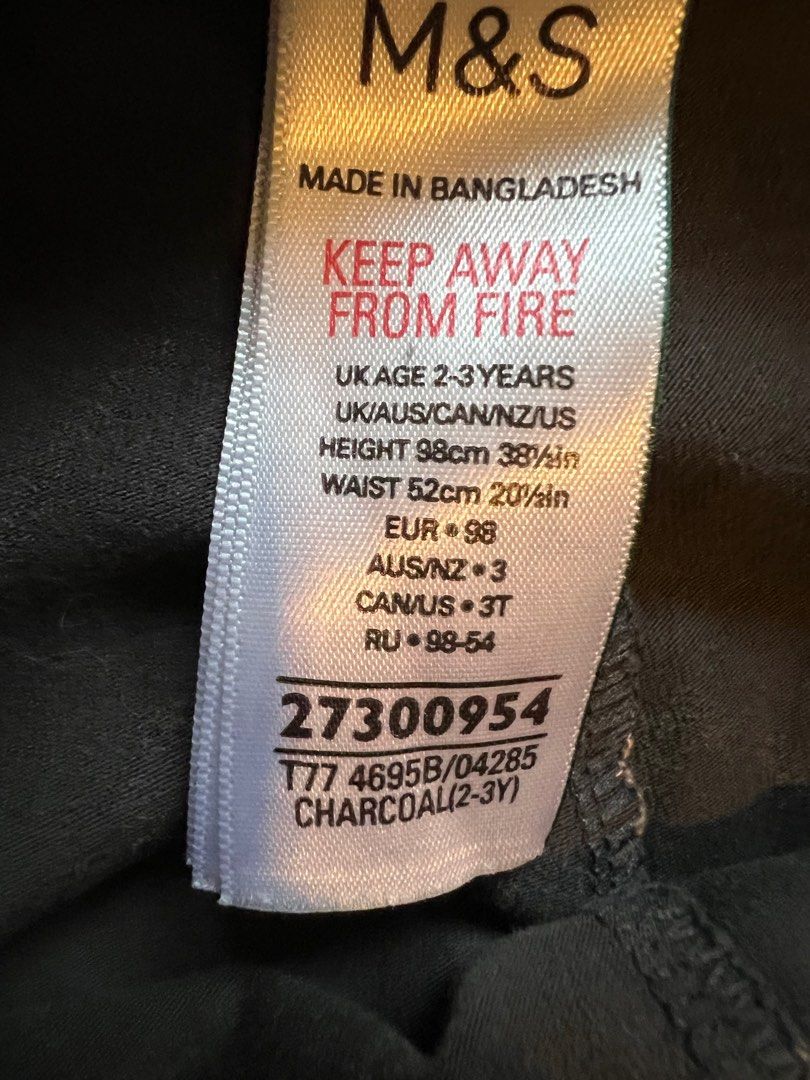 M&S
MADE IN BANGLADESH
KEEP AWAY
FROM FIRE
UK AGE 2-3 YEARS
UK/AUS/CAN/NZ/US
HEIGHT 98cm 38½in
WAIST 52cm 20½in
EUR • 98
AUS/NZ • 3
CAN/US • 3T
RU • 98-54
27300954
T77 4695B/04285
CHARCOAL(2-3Y)